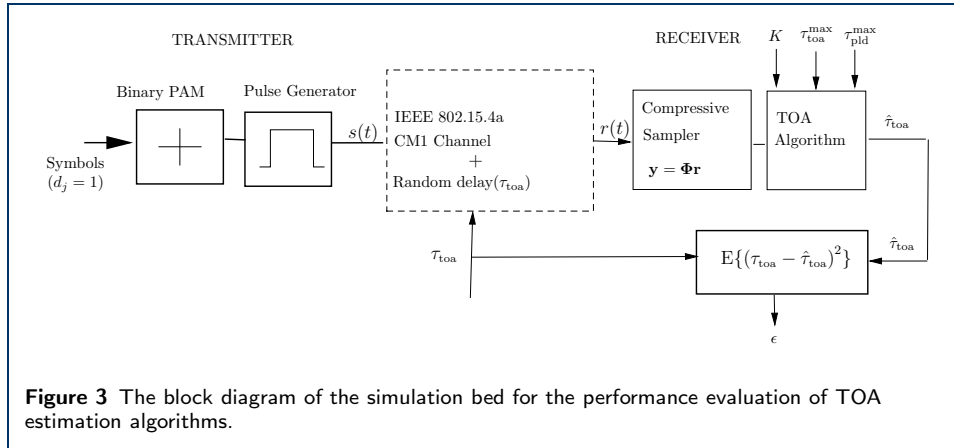 TRANSMITTER
RECEIVER
K
τ_toa^max
τ_pld^max
Binary PAM
Pulse Generator
Symbols
(d_j = 1)
s(t)
IEEE 802.15.4a
CM1 Channel
+
Random delay(τ_toa)
r(t)
Compressive
Sampler
y = Φr
TOA
Algorithm
τ̂_toa
τ_toa
E{(τ_toa − τ̂_toa)²}
τ̂_toa
ϵ
Figure 3 The block diagram of the simulation bed for the performance evaluation of TOA
estimation algorithms.